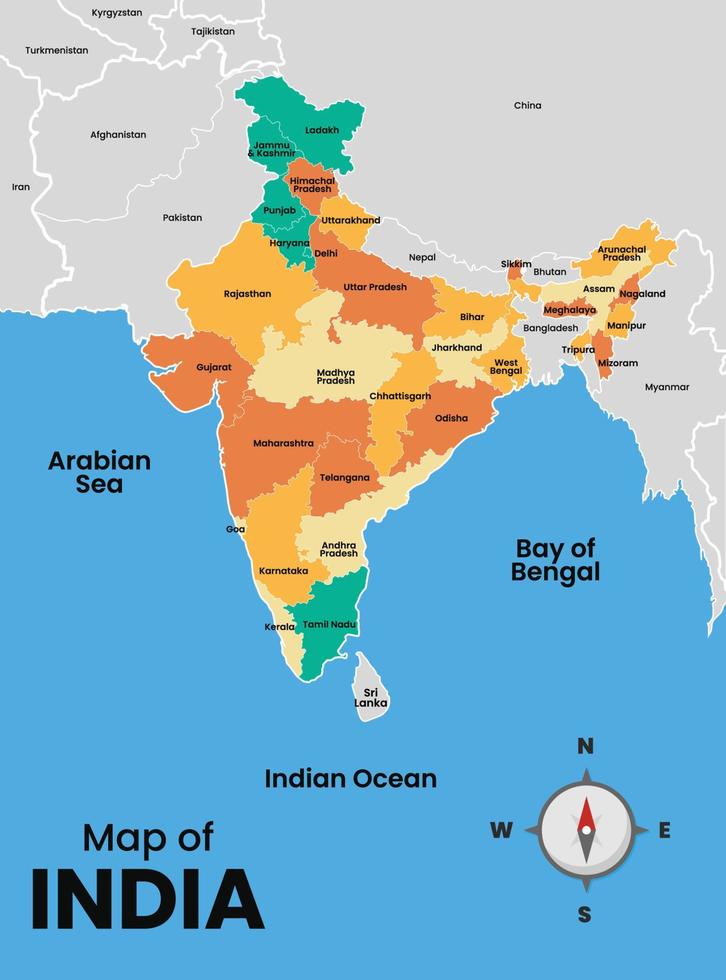 Kyrgyzstan
Tajikistan
Turkmenistan
China
Afghanistan
Ladakh
Jammu
& Kashmir
Iran
Himachal
Pradesh
Pakistan
Punjab
Uttarakhand
Haryana
Delhi
Nepal
Sikkim
Bhutan
Arunachal
Pradesh
Assam
Nagaland
Rajasthan
Uttar Pradesh
Bihar
Meghalaya
Manipur
Bangladesh
Jharkhand
Tripura
Mizoram
Gujarat
Madhya
Pradesh
West
Bengal
Myanmar
Chhattisgarh
Odisha
Maharashtra
Telangana
Arabian
Sea
Goa
Andhra
Pradesh
Bay of
Bengal
Karnataka
Kerala
Tamil Nadu
Sri
Lanka
Indian Ocean
N
W
E
S
Map of
INDIA